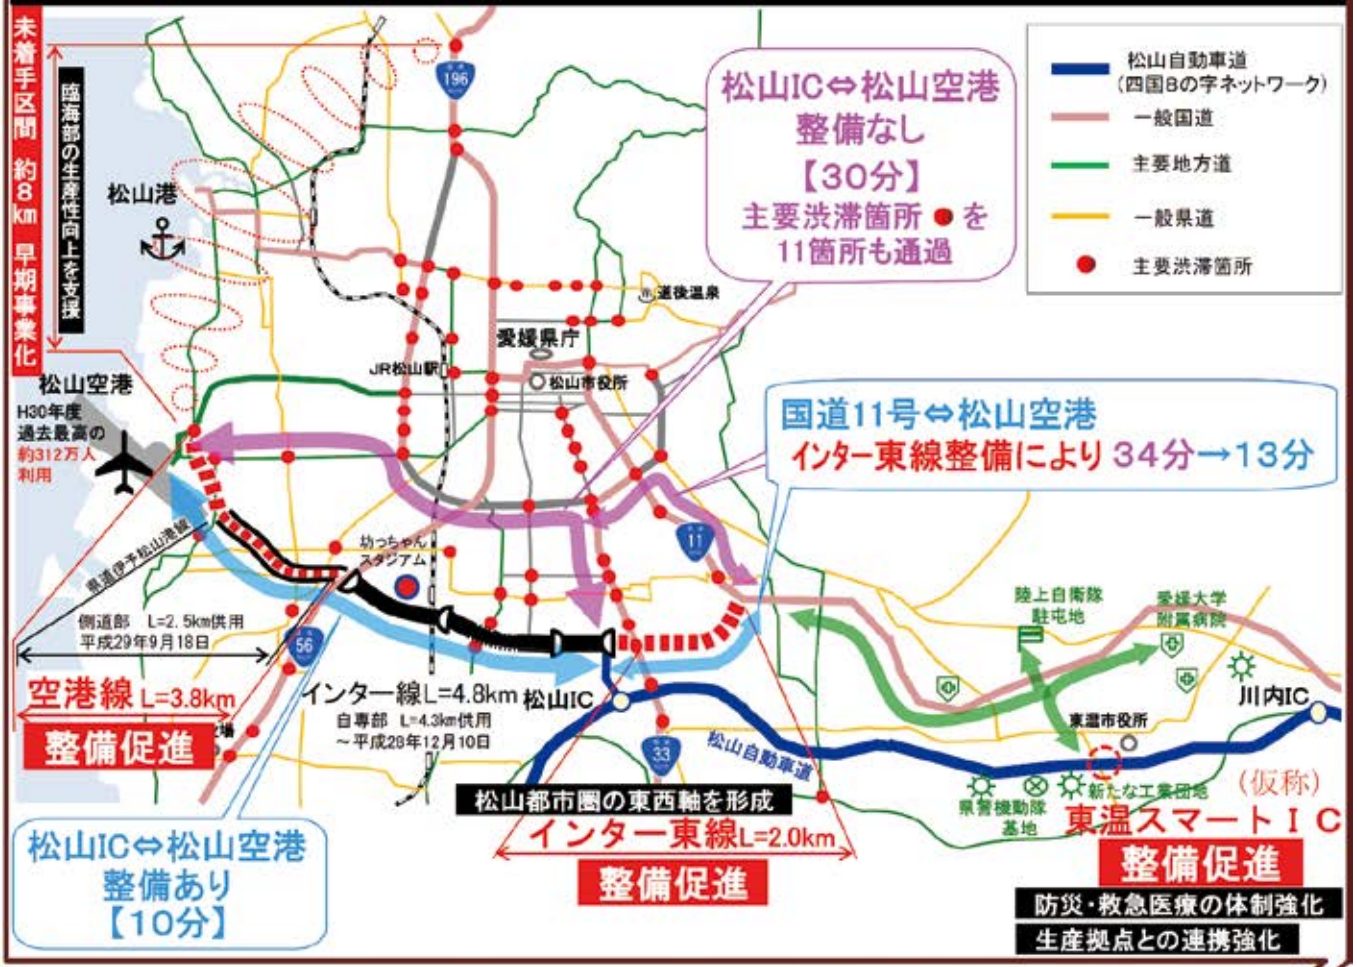 未着手区間 約8km 早期事業化
臨海部の生産性向上を支援
196
松山港
松山IC⇔松山空港
整備なし
【30分】
主要渋滞箇所 ● を
11箇所も通過
松山自動車道
(四国8の字ネットワーク)
一般国道
主要地方道
一般県道
主要渋滞箇所
道後温泉
愛媛県庁
JR松山駅
松山市役所
松山空港
H30年度
過去最高の
約312万人
利用
国道11号⇔松山空港
インター東線整備により 34分→13分
11
坊っちゃん
スタジアム
県道伊予松山港線
側道部 L=2.5km供用
平成29年9月18日
56
空港線 L=3.8km
整備促進
場
インター線L=4.8km
自専部 L=4.3km供用
～平成28年12月10日
松山IC
33
松山自動車道
陸上自衛隊
駐屯地
愛媛大学
附属病院
川内IC
東温市役所
新たな工業団地
県警機動隊
基地
(仮称)
東温スマートIC
整備促進
防災・救急医療の体制強化
生産拠点との連携強化
松山都市圏の東西軸を形成
インター東線L=2.0km
整備促進
松山IC⇔松山空港
整備あり
【10分】